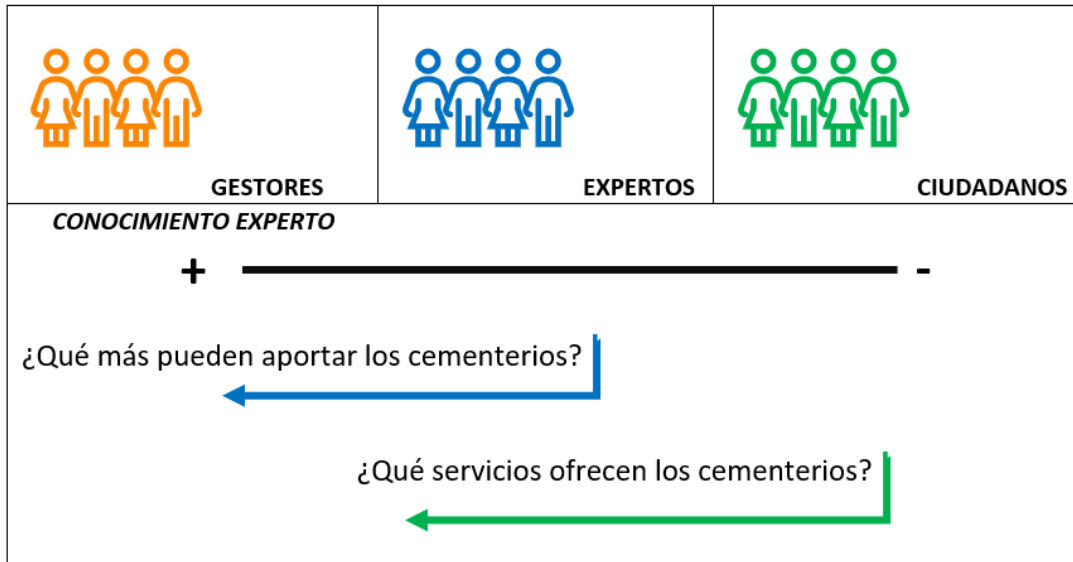 GESTORES
EXPERTOS
CIUDADANOS
CONOCIMIENTO EXPERTO
+ -
¿Qué más pueden aportar los cementerios?
¿Qué servicios ofrecen los cementerios?